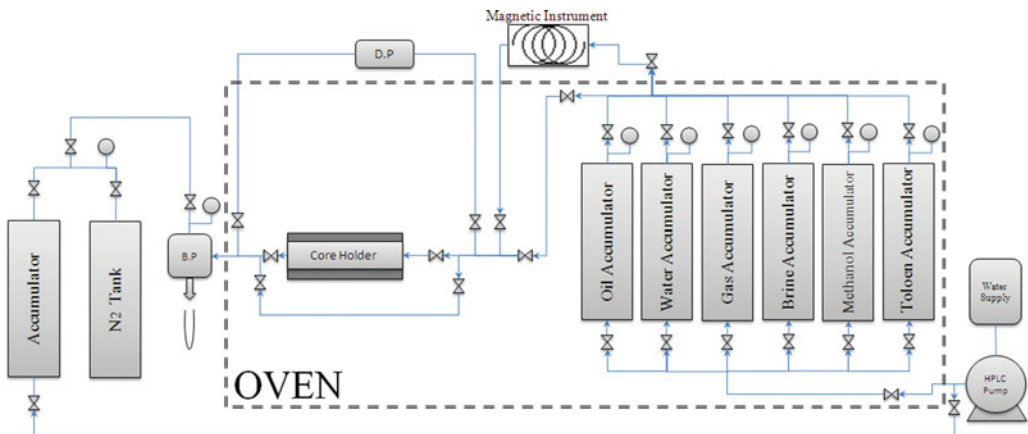 Magnetic Instrument
D.P
Oil Accumulator
Water Accumulator
Gas Accumulator
Brine Accumulator
Methanol Accumulator
Toloen Accumulator
Accumulator
N2 Tank
B.P
Core Holder
Water
Supply
HPLC
Pump
OVEN